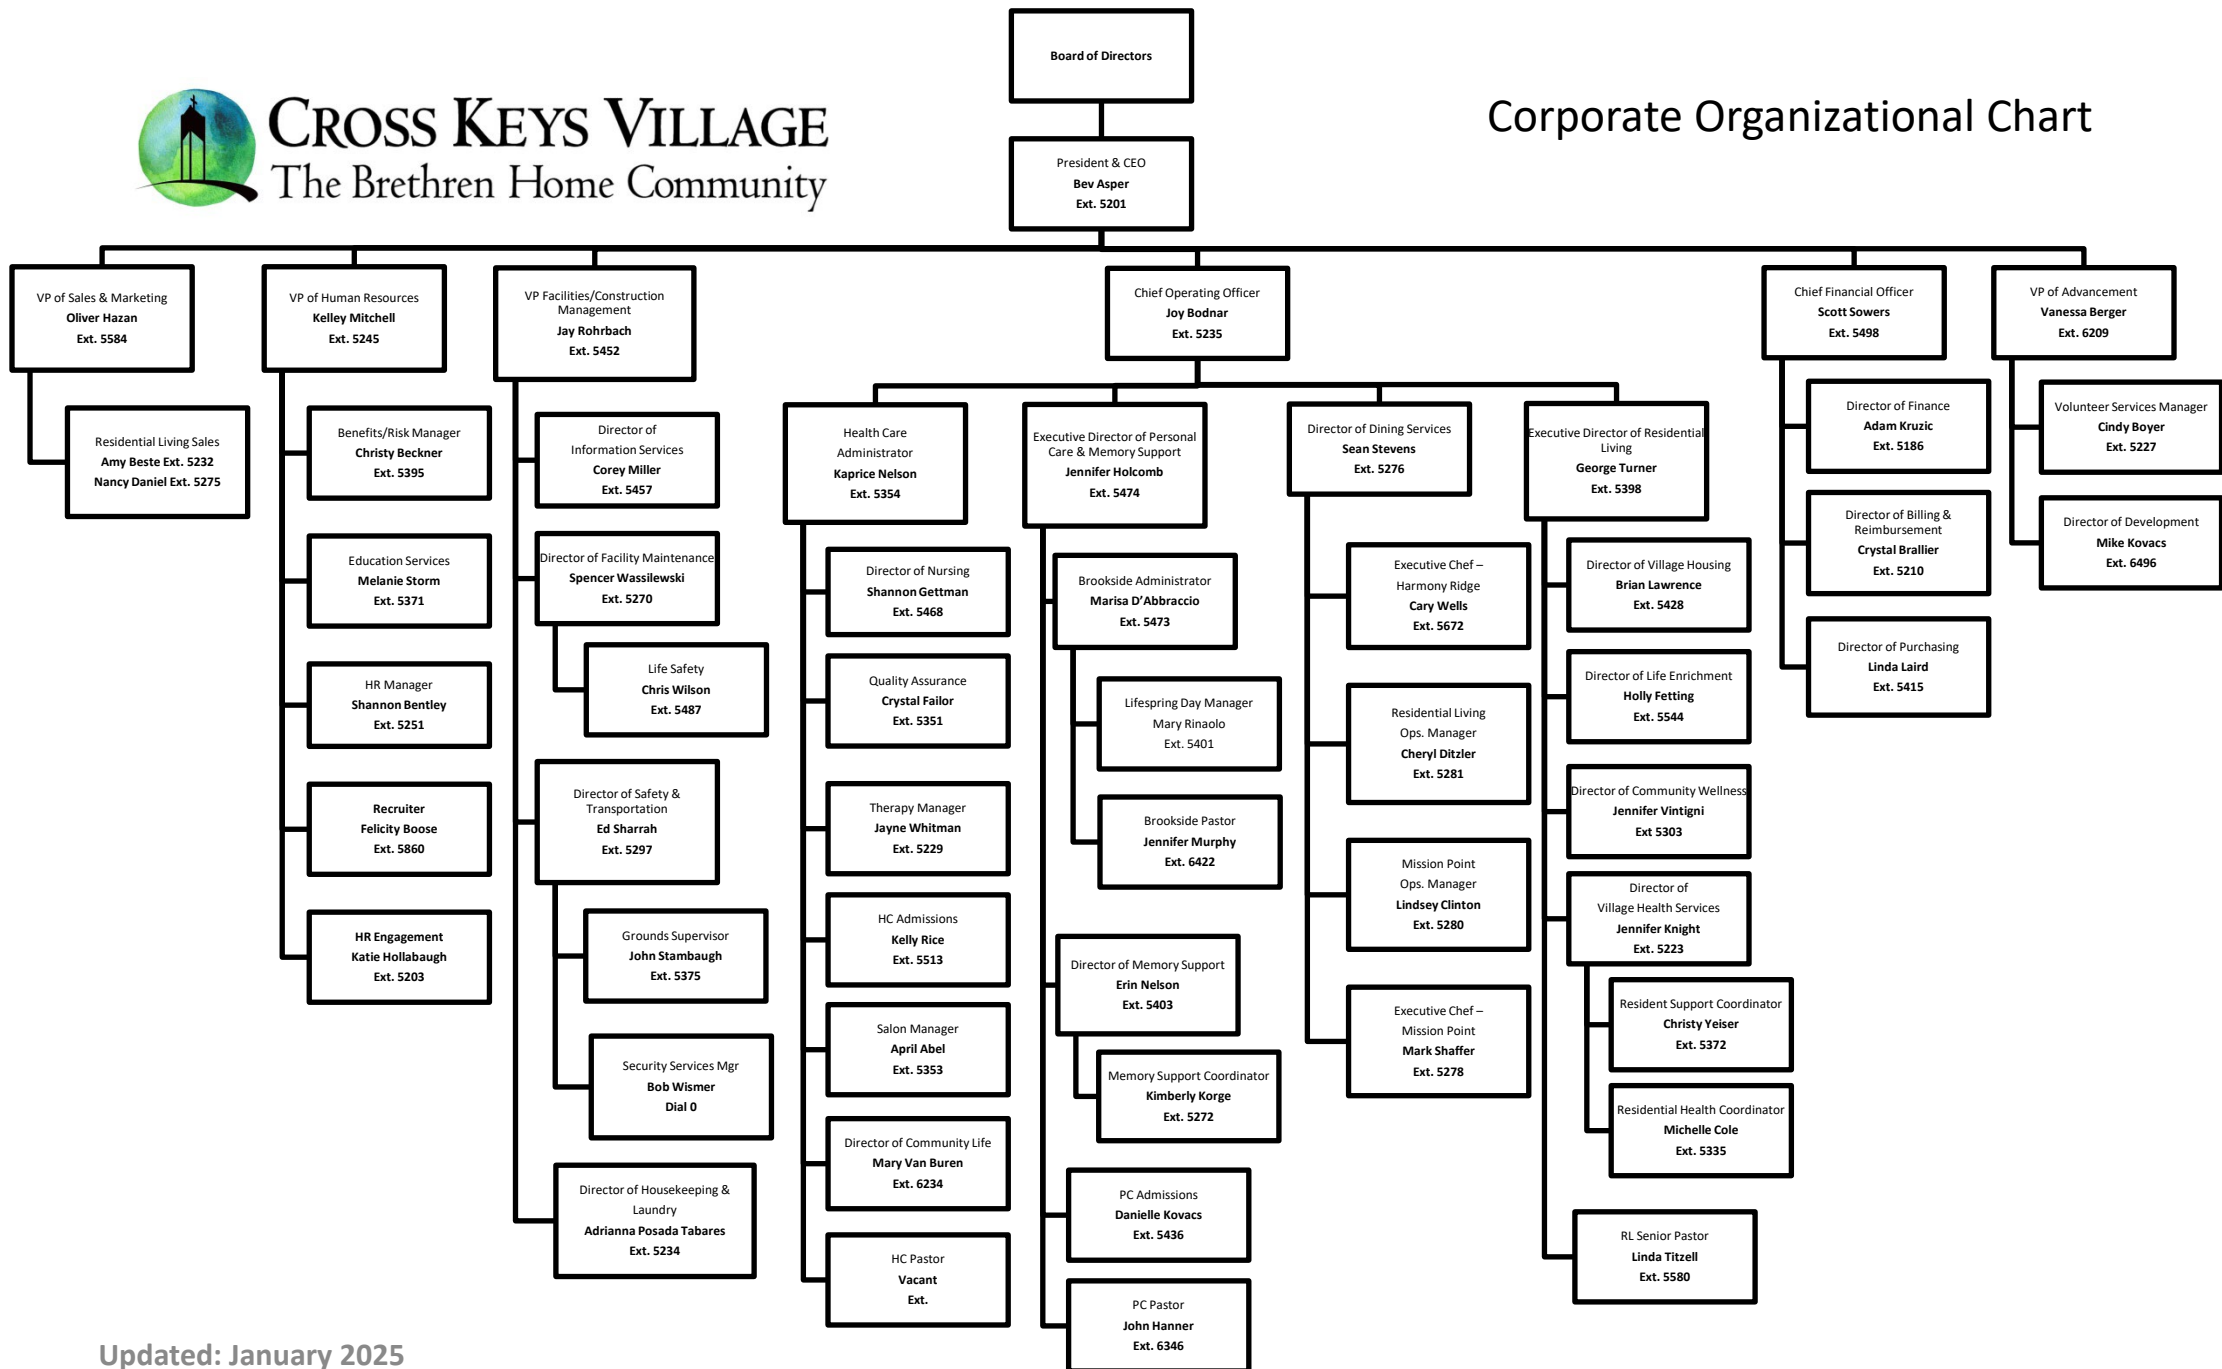 Board of Directors
CROSS KEYS VILLAGE
The Brethren Home Community
Corporate Organizational Chart
President & CEO
Bev Asper
Ext. 5201
VP of Sales & Marketing
Oliver Hazan
Ext. 5584
Residential Living Sales
Amy Beste Ext. 5232
Nancy Daniel Ext. 5275
VP of Human Resources
Kelley Mitchell
Ext. 5245
Benefits/Risk Manager
Christy Beckner
Ext. 5395
Education Services
Melanie Storm
Ext. 5371
HR Manager
Shannon Bentley
Ext. 5251
Recruiter
Felicity Boose
Ext. 5860
HR Engagement
Katie Hollabaugh
Ext. 5203
VP Facilities/Construction
Management
Jay Rohrbach
Ext. 5452
Director of
Information Services
Corey Miller
Ext. 5457
Director of Facility Maintenance
Spencer Wassilewski
Ext. 5270
Life Safety
Chris Wilson
Ext. 5487
Director of Safety &
Transportation
Ed Sharrah
Ext. 5297
Grounds Supervisor
John Stambaugh
Ext. 5375
Security Services Mgr
Bob Wismer
Dial 0
Director of Housekeeping &
Laundry
Adrianna Posada Tabares
Ext. 5234
Chief Operating Officer
Joy Bodnar
Ext. 5235
Health Care
Administrator
Kaprice Nelson
Ext. 5354
Director of Nursing
Shannon Gettman
Ext. 5468
Quality Assurance
Crystal Failor
Ext. 5351
Therapy Manager
Jayne Whitman
Ext. 5229
HC Admissions
Kelly Rice
Ext. 5513
Salon Manager
April Abel
Ext. 5353
Director of Community Life
Mary Van Buren
Ext. 6234
HC Pastor
Vacant
Ext.
Executive Director of Personal
Care & Memory Support
Jennifer Holcomb
Ext. 5474
Brookside Administrator
Marisa D’Abbraccio
Ext. 5473
Lifespring Day Manager
Mary Rinaolo
Ext. 5401
Brookside Pastor
Jennifer Murphy
Ext. 6422
Director of Memory Support
Erin Nelson
Ext. 5403
Memory Support Coordinator
Kimberly Korge
Ext. 5272
PC Admissions
Danielle Kovacs
Ext. 5436
PC Pastor
John Hanner
Ext. 6346
Director of Dining Services
Sean Stevens
Ext. 5276
Executive Chef –
Harmony Ridge
Cary Wells
Ext. 5672
Residential Living
Ops. Manager
Cheryl Ditzler
Ext. 5281
Mission Point
Ops. Manager
Lindsey Clinton
Ext. 5280
Executive Chef –
Mission Point
Mark Shaffer
Ext. 5278
Executive Director of Residential
Living
George Turner
Ext. 5398
Director of Village Housing
Brian Lawrence
Ext. 5428
Director of Life Enrichment
Holly Fetting
Ext. 5544
Director of Community Wellness
Jennifer Vintigni
Ext 5303
Director of
Village Health Services
Jennifer Knight
Ext. 5223
Resident Support Coordinator
Christy Yeiser
Ext. 5372
Residential Health Coordinator
Michelle Cole
Ext. 5335
RL Senior Pastor
Linda Titzell
Ext. 5580
Chief Financial Officer
Scott Sowers
Ext. 5498
Director of Finance
Adam Kruzic
Ext. 5186
Director of Billing &
Reimbursement
Crystal Brallier
Ext. 5210
Director of Purchasing
Linda Laird
Ext. 5415
VP of Advancement
Vanessa Berger
Ext. 6209
Volunteer Services Manager
Cindy Boyer
Ext. 5227
Director of Development
Mike Kovacs
Ext. 6496
Updated: January 2025